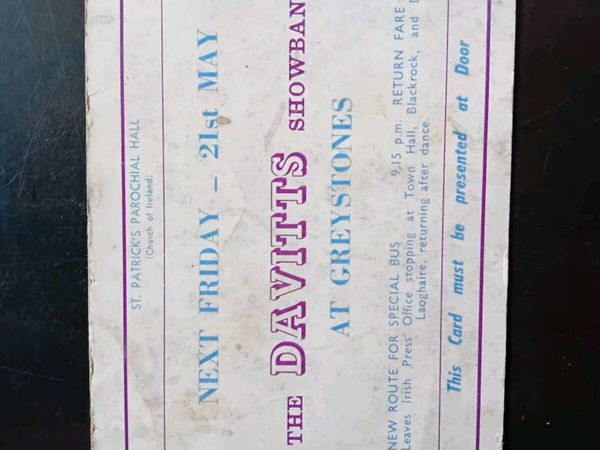 ST. PATRICK'S PAROCHIAL HALL
(Church of Ireland)
NEXT FRIDAY – 21st MAY
THE DAVITTS SHOWBAN
AT GREYSTONES
NEW ROUTE FOR SPECIAL BUS 9.15 p.m. RETURN FARE
Leaves Irish Press Office stopping at Town Hall, Blackrock, and
Laoghaire, returning after dance.
This Card must be presented at Door